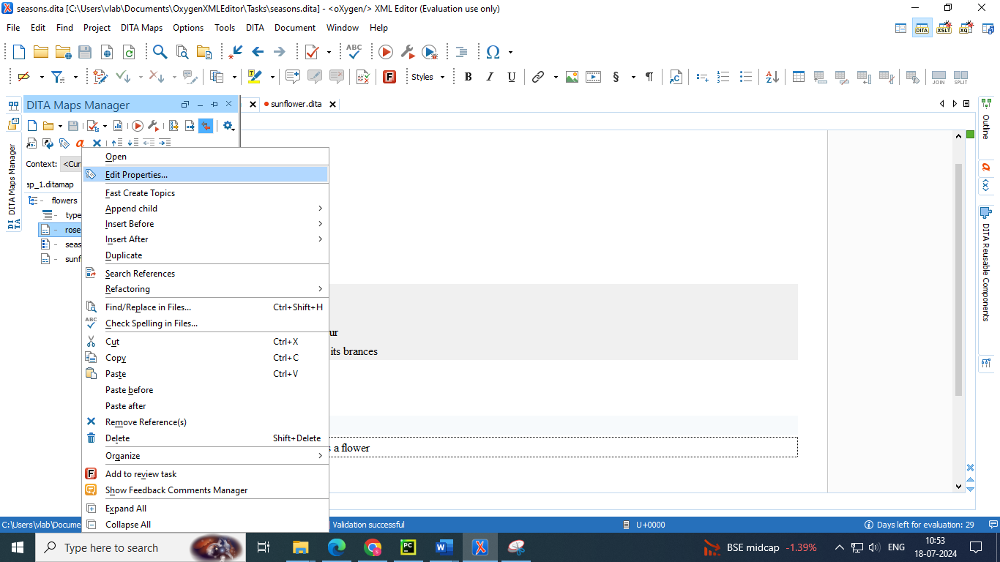 seasons.dita [C:\Users\vlab\Documents\OxygenXMLEditor\Tasks\seasons.dita] - <oXygen/> XML Editor (Evaluation use only)
File Edit Find Project DITA Maps Options Tools DITA Document Window Help
DITA XSLT XQ
ABC
Styles B I U § ¶ JOIN SPLIT
DITA Maps Manager
sunflower.dita
Context: <Cur
ap_1.ditamap
flowers
type
rose
seas
sunf
DITA Maps Manager
DITA
Open
Edit Properties...
Fast Create Topics
Append child
Insert Before
Insert After
Duplicate
Search References
Refactoring
Find/Replace in Files... Ctrl+Shift+H
ABC Check Spelling in Files...
Cut Ctrl+X
Copy Ctrl+C
Paste Ctrl+V
Paste before
Paste after
Remove Reference(s)
Delete Shift+Delete
Organize
Add to review task
Show Feedback Comments Manager
Expand All
Collapse All
ur
its brances
s a flower
Outline
DITA Reusable Components
C:\Users\vlab\Docume
Validation successful
U+0000
Days left for evaluation: 29
Type here to search
PC
W
BSE midcap -1.39%
ENG
10:53
18-07-2024